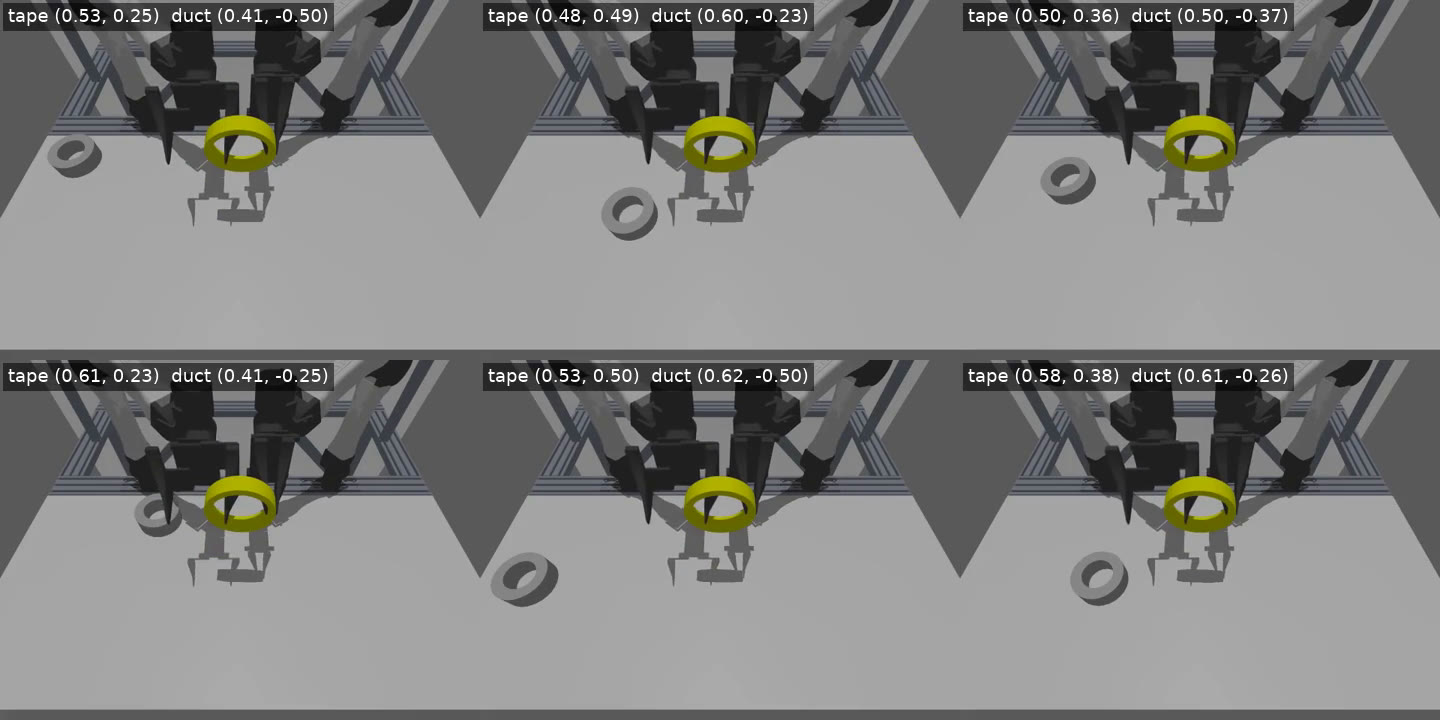 tape (0.53, 0.25)  duct (0.41, -0.50)
tape (0.48, 0.49)  duct (0.60, -0.23)
tape (0.50, 0.36)  duct (0.50, -0.37)
tape (0.61, 0.23)  duct (0.41, -0.25)
tape (0.53, 0.50)  duct (0.62, -0.50)
tape (0.58, 0.38)  duct (0.61, -0.26)